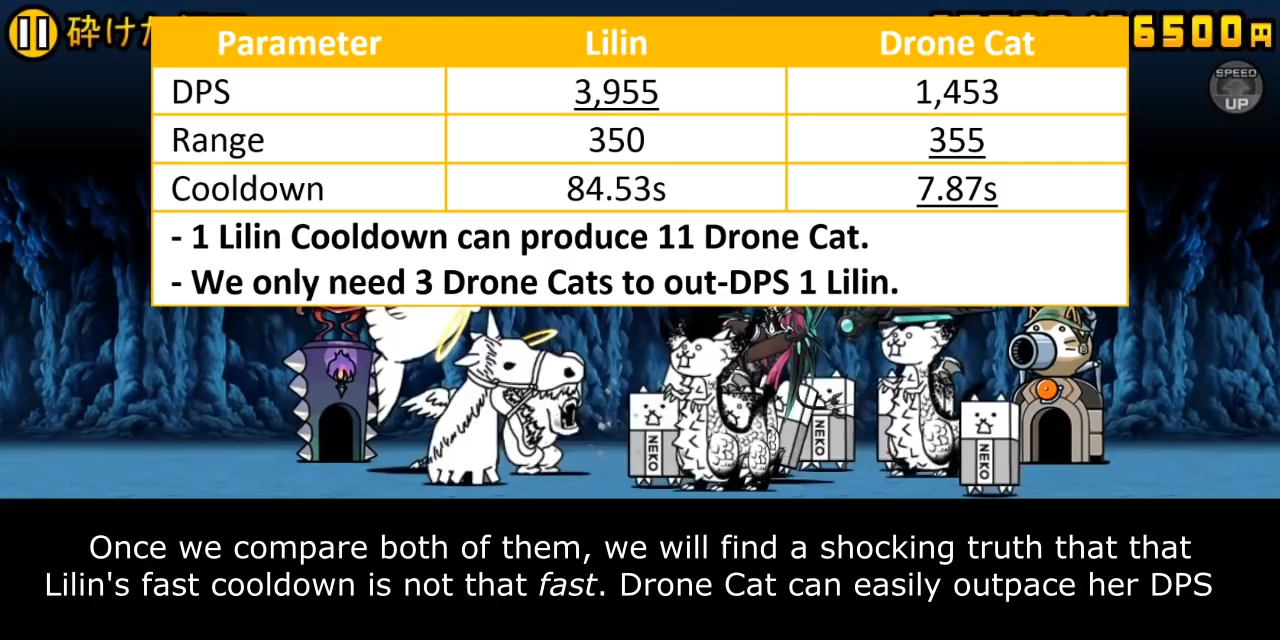 砕けた
6500円
SPEED
UP
Parameter Lilin Drone Cat
DPS 3,955 1,453
Range 350 355
Cooldown 84.53s 7.87s
- 1 Lilin Cooldown can produce 11 Drone Cat.
- We only need 3 Drone Cats to out-DPS 1 Lilin.
NEKO
NEKO
NEKO
Once we compare both of them, we will find a shocking truth that that
Lilin's fast cooldown is not that fast. Drone Cat can easily outpace her DPS